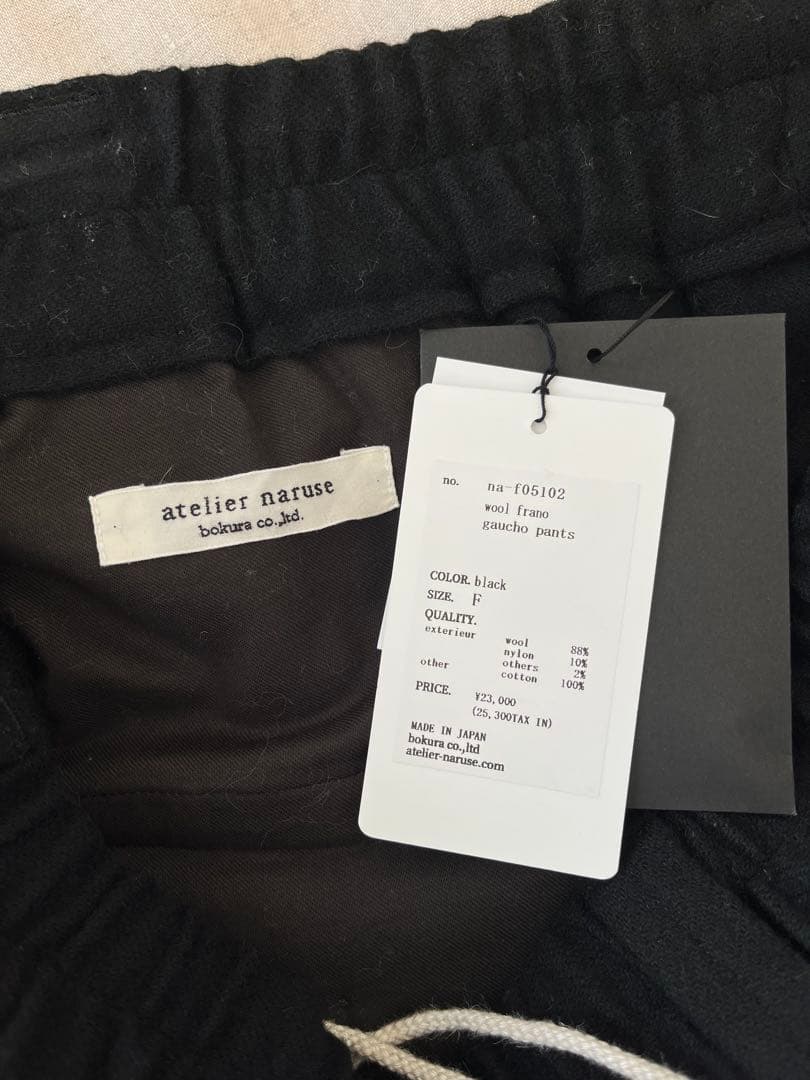 atelier naruse
bokura co.,ltd.
no. na-f05102
wool frano
gaucho pants
COLOR. black
SIZE. F
QUALITY.
exterieur wool 88%
nylon 10%
others 2%
other cotton 100%
PRICE. ¥23,000
(25,300TAX IN)
MADE IN JAPAN
bokura co.,ltd
atelier-naruse.com